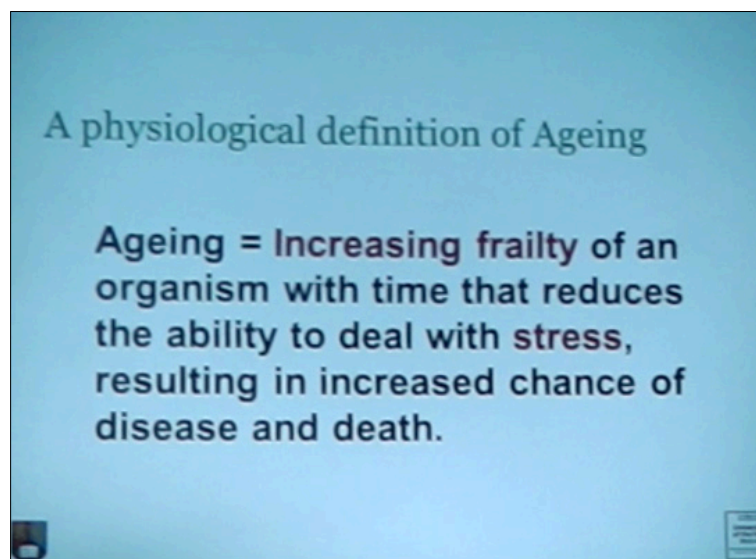 A physiological definition of Ageing
Ageing = Increasing frailty of an
organism with time that reduces
the ability to deal with stress,
resulting in increased chance of
disease and death.